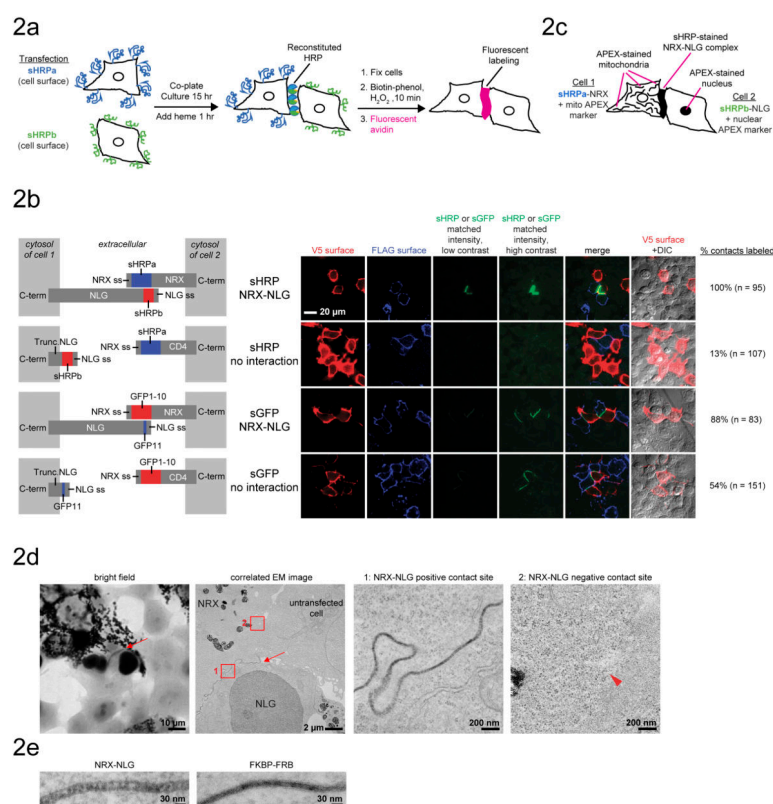 2a
Transfection
sHRPa
(cell surface)
sHRPb
(cell surface)
Co-plate
Culture 15 hr
Add heme 1 hr
Reconstituted
HRP
1. Fix cells
2. Biotin-phenol,
H2O2 ,10 min
3. Fluorescent
avidin
Fluorescent
labeling
2c
sHRP-stained
NRX-NLG
complex
APEX-stained
mitochondria
APEX-stained
nucleus
Cell 1
sHRPa-NRX
+ mito APEX
marker
Cell 2
sHRPb-NLG
+ nuclear
APEX marker
2b
cytosol
of cell 1
extracellular
cytosol
of cell 2
sHRPa
NRX ss
NRX
C-term
C-term
NLG
NLG ss
sHRPb
sHRP
NRX-NLG
Trunc NLG
sHRPa
NRX ss
CD4
C-term
C-term
NLG ss
sHRPb
sHRP
no interaction
GFP1-10
NRX ss
NRX
C-term
C-term
NLG
NLG ss
GFP11
sGFP
NRX-NLG
Trunc NLG
GFP1-10
NRX ss
CD4
C-term
C-term
NLG ss
GFP11
sGFP
no interaction
V5 surface
FLAG surface
sHRP or sGFP
matched
intensity,
low contrast
sHRP or sGFP
matched
intensity,
high contrast
merge
V5 surface
+DIC
% contacts labeled
20 µm
100% (n = 95)
13% (n = 107)
88% (n = 83)
54% (n = 151)
2d
bright field
correlated EM image
1: NRX-NLG positive contact site
2: NRX-NLG negative contact site
10 µm
NRX
untransfected
cell
2
1
NLG
2 µm
200 nm
200 nm
2e
NRX-NLG
FKBP-FRB
30 nm
30 nm